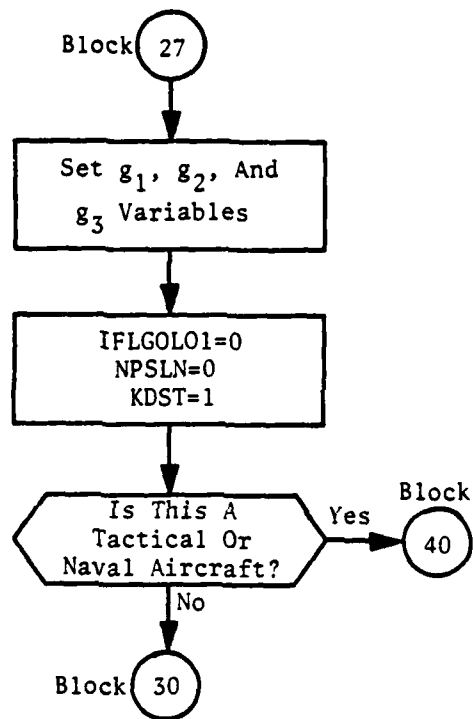 Block 27
Set g₁, g₂, And
g₃ Variables
IFLGOLO1=0
NPSLN=0
KDST=1
Is This A
Tactical Or
Naval Aircraft?
Yes
Block
40
No
Block 30